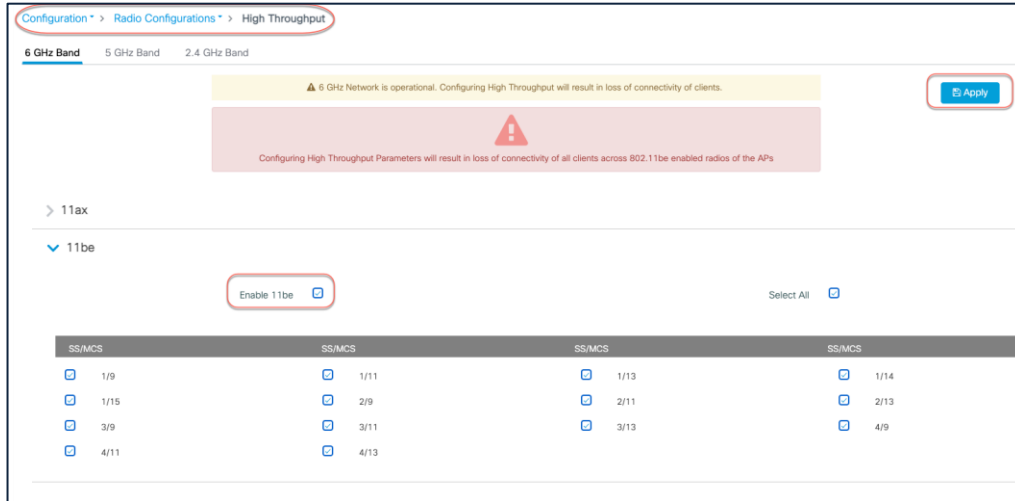 Configuration > Radio Configurations > High Throughput
6 GHz Band 5 GHz Band 2.4 GHz Band
6 GHz Network is operational. Configuring High Throughput will result in loss of connectivity of clients.
Apply
Configuring High Throughput Parameters will result in loss of connectivity of all clients across 802.11be enabled radios of the APs
11ax
11be
Enable 11be Select All
SS/MCS SS/MCS SS/MCS SS/MCS
1/9 1/11 1/13 1/14
1/15 2/9 2/11 2/13
3/9 3/11 3/13 4/9
4/11 4/13